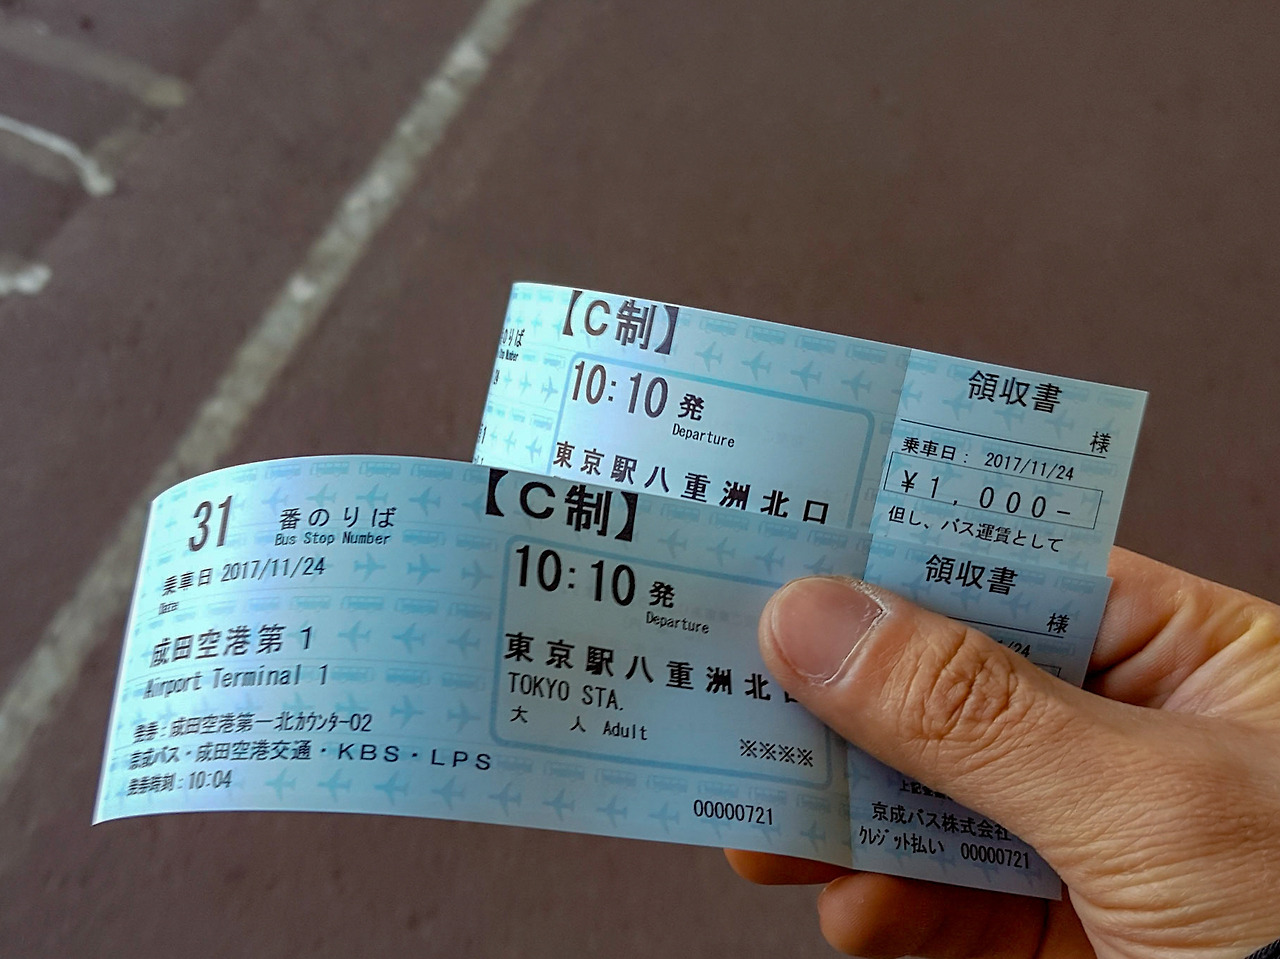 【C制】
10:10 発
Departure
東京駅八重洲北口
領収書
様
乗車日: 2017/11/24
¥1,000-
但し、バス運賃として
のりば
31 番のりば
Bus Stop Number
乗車日 2017/11/24
Date
成田空港第 1
Airport Terminal 1
発券:成田空港第一北カウンター02
京成バス・成田空港交通・KBS・LPS
発券時刻:10:04
【C制】
10:10 発
Departure
東京駅八重洲北
TOKYO STA.
大 人 Adult
※※※※
00000721
領収書
様
/24
京成バス株式会社
クレジット払い 00000721